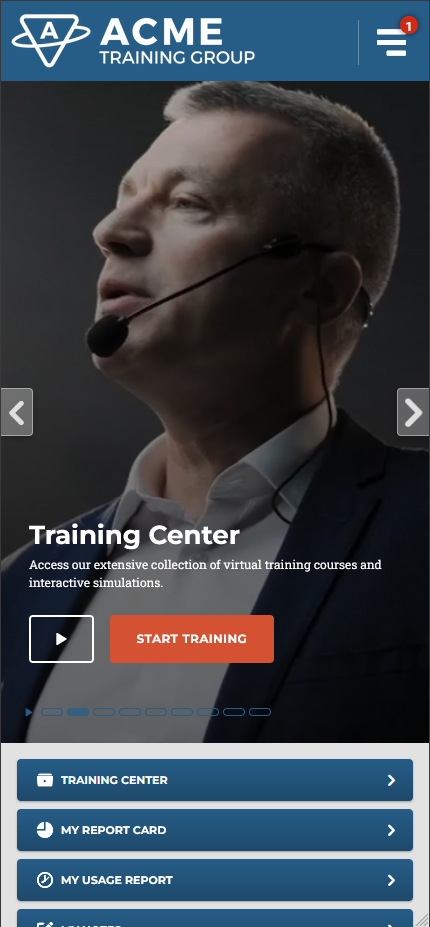 A
ACME
TRAINING GROUP
1
Training Center
Access our extensive collection of virtual training courses and
interactive simulations.
START TRAINING
TRAINING CENTER
MY REPORT CARD
MY USAGE REPORT